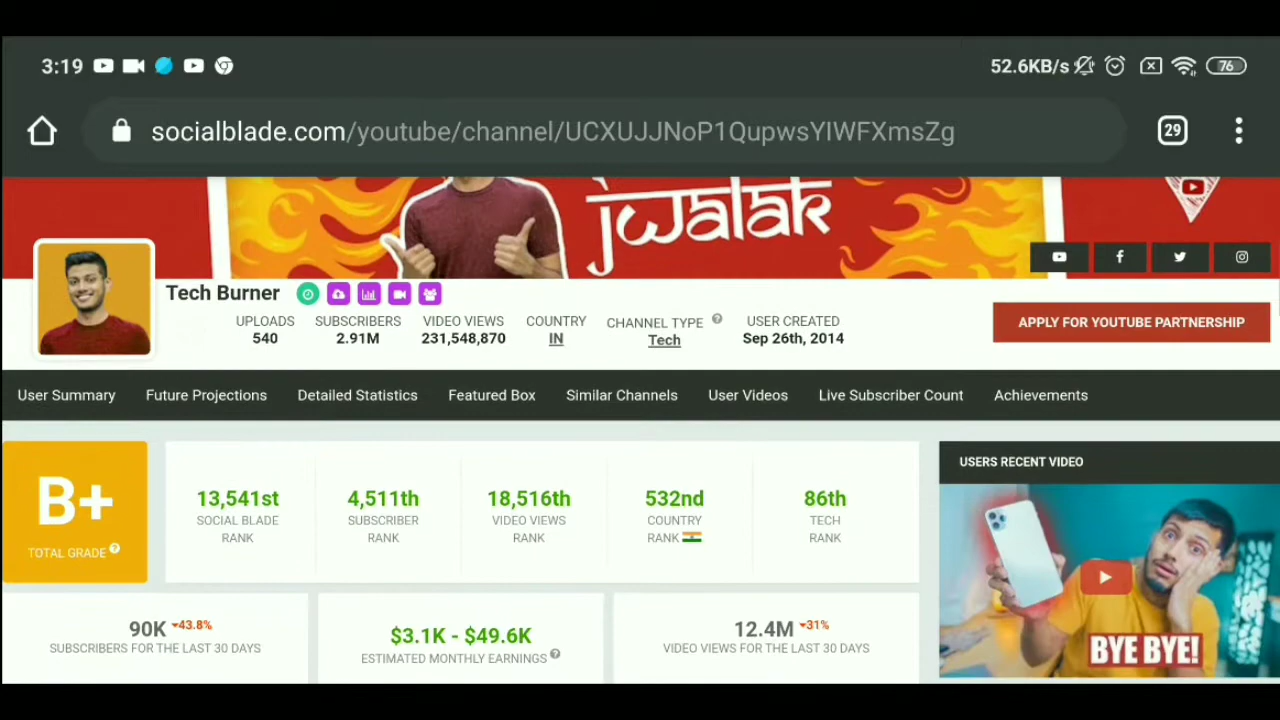 3:19
52.6KB/s
76
socialblade.com/youtube/channel/UCXUJJNoP1QupwsYIWFXmsZg
29
jwalak
Tech Burner
UPLOADS
540
SUBSCRIBERS
2.91M
VIDEO VIEWS
231,548,870
COUNTRY
IN
CHANNEL TYPE
Tech
USER CREATED
Sep 26th, 2014
APPLY FOR YOUTUBE PARTNERSHIP
User Summary Future Projections Detailed Statistics Featured Box Similar Channels User Videos Live Subscriber Count Achievements
B+
TOTAL GRADE
13,541st
SOCIAL BLADE
RANK
4,511th
SUBSCRIBER
RANK
18,516th
VIDEO VIEWS
RANK
532nd
COUNTRY
RANK
86th
TECH
RANK
USERS RECENT VIDEO
BYE BYE!
90K 43.8%
SUBSCRIBERS FOR THE LAST 30 DAYS
$3.1K - $49.6K
ESTIMATED MONTHLY EARNINGS
12.4M 31%
VIDEO VIEWS FOR THE LAST 30 DAYS